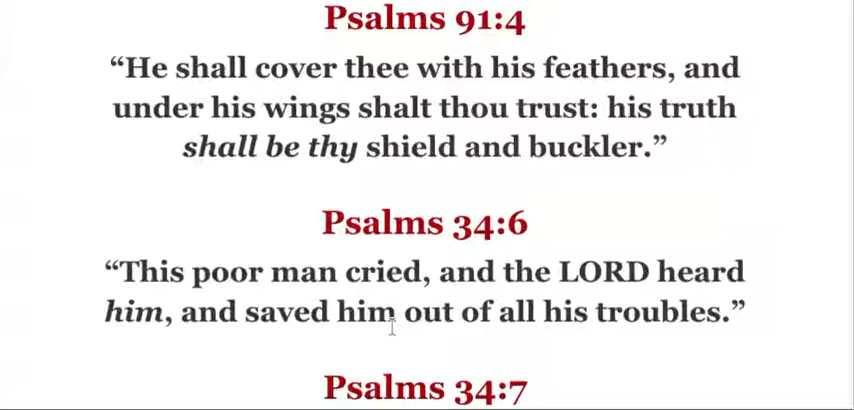 Psalms 91:4
“He shall cover thee with his feathers, and
under his wings shalt thou trust: his truth
shall be thy shield and buckler.”
Psalms 34:6
“This poor man cried, and the LORD heard
him, and saved him out of all his troubles.”
Psalms 34:7